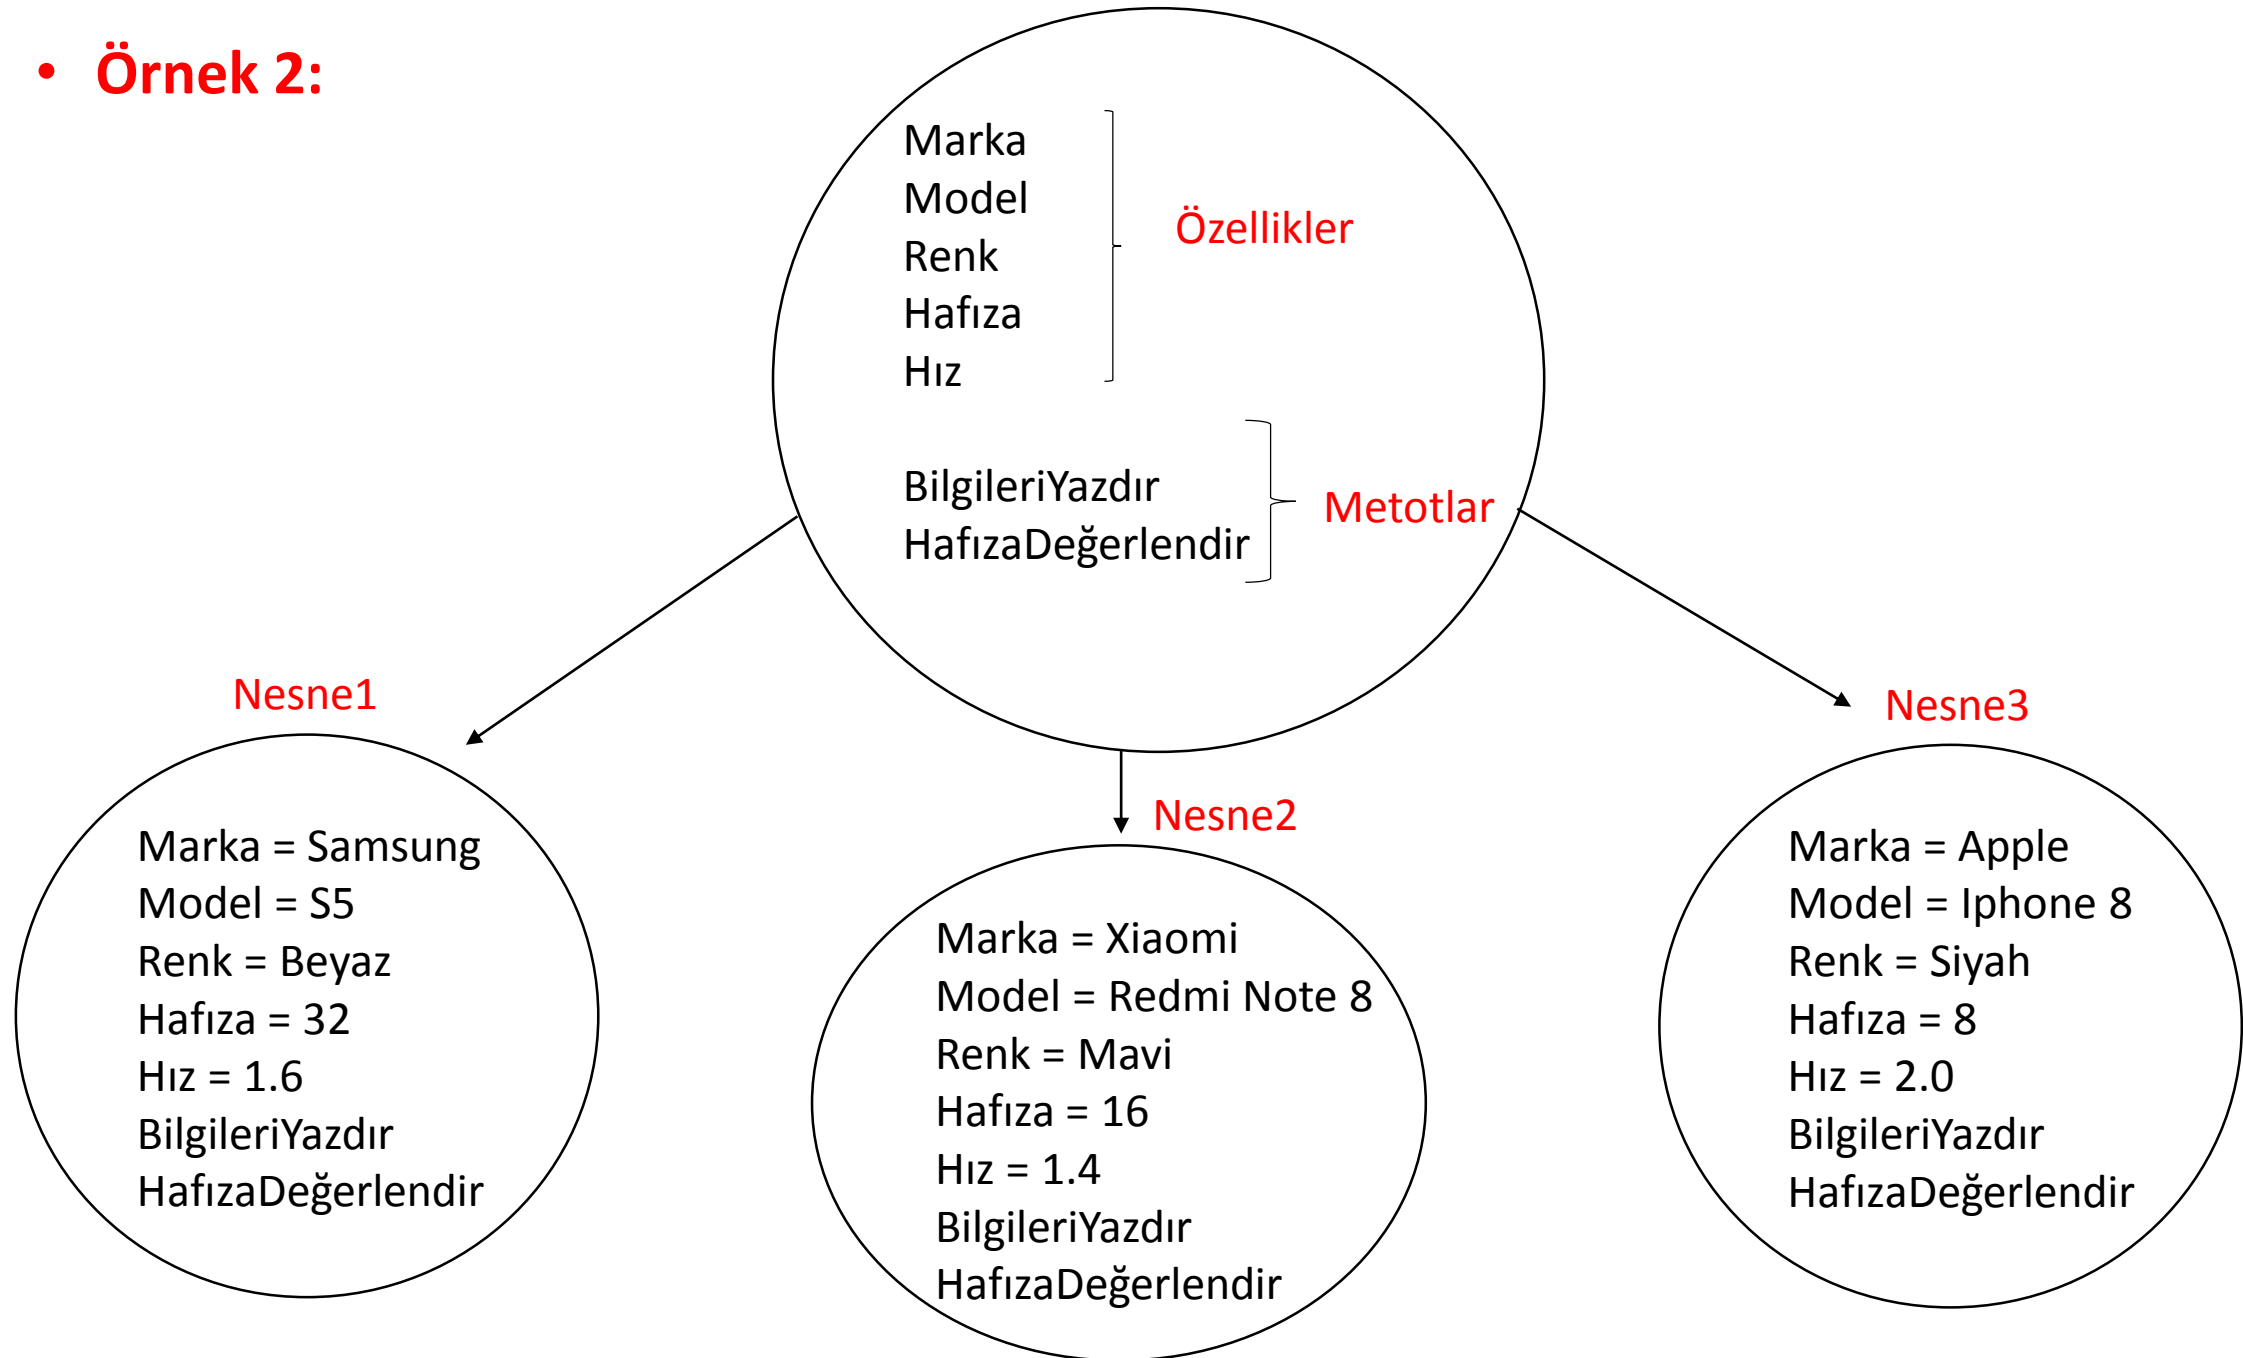 • Örnek 2:
Marka
Model
Renk
Hafıza
Hız
Özellikler
BilgileriYazdır
HafızaDeğerlendir
Metotlar
Nesne1
Marka = Samsung
Model = S5
Renk = Beyaz
Hafıza = 32
Hız = 1.6
BilgileriYazdır
HafızaDeğerlendir
Nesne2
Marka = Xiaomi
Model = Redmi Note 8
Renk = Mavi
Hafıza = 16
Hız = 1.4
BilgileriYazdır
HafızaDeğerlendir
Nesne3
Marka = Apple
Model = Iphone 8
Renk = Siyah
Hafıza = 8
Hız = 2.0
BilgileriYazdır
HafızaDeğerlendir